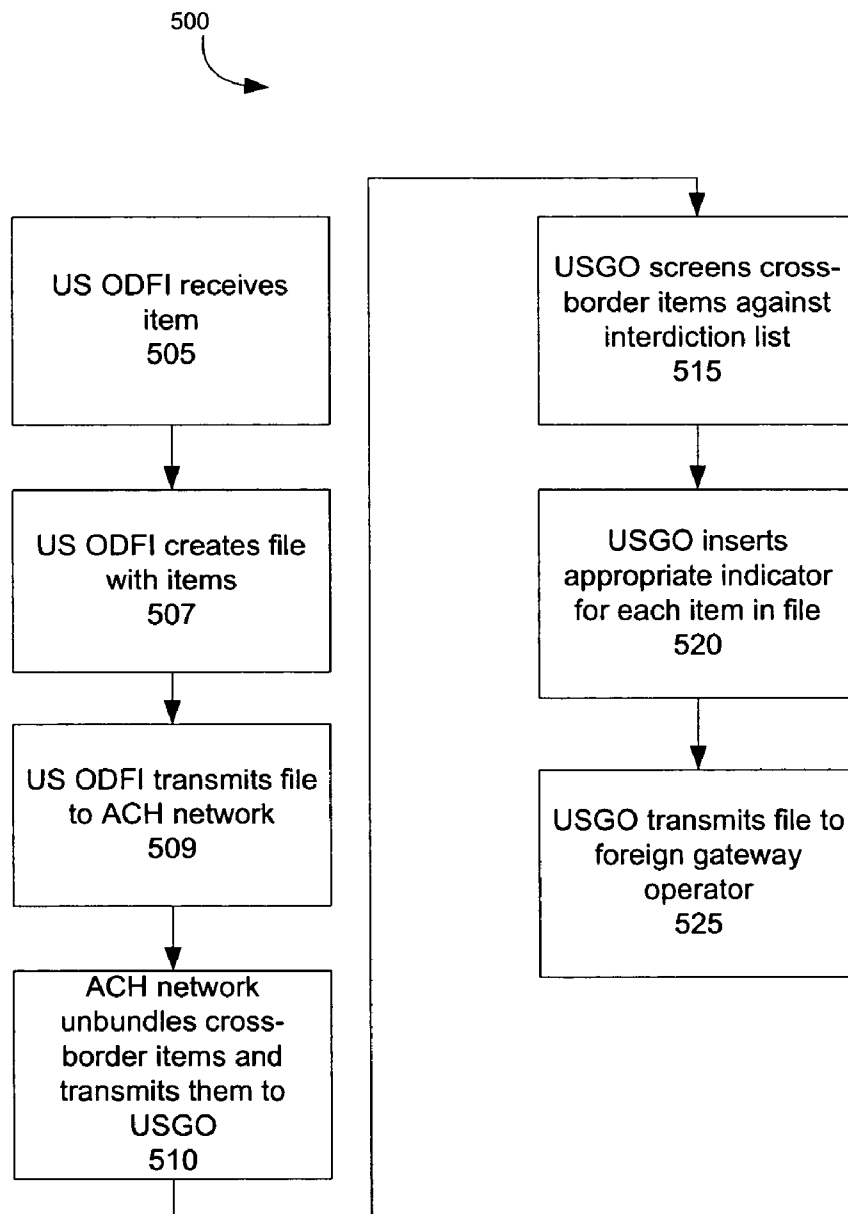 500
US ODFI receives
item
505
US ODFI creates file
with items
507
US ODFI transmits file
to ACH network
509
ACH network
unbundles cross-
border items and
transmits them to
USGO
510
USGO screens cross-
border items against
interdiction list
515
USGO inserts
appropriate indicator
for each item in file
520
USGO transmits file to
foreign gateway
operator
525